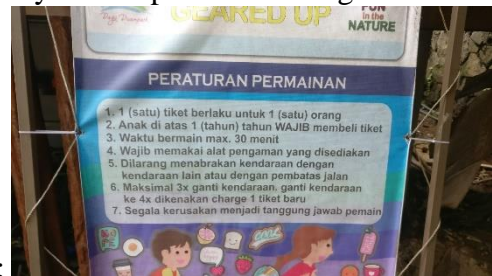 GEARED UP
FUN
in the
NATURE
PERATURAN PERMAINAN
1. 1 (satu) tiket berlaku untuk 1 (satu) orang
2. Anak di atas 1 (tahun) tahun WAJIB membeli tiket
3. Waktu bermain max. 30 menit
4. Wajib memakai alat pengaman yang disediakan
5. Dilarang menabrakan kendaraan dengan
kendaraan lain atau dengan pembatas jalan
6. Maksimal 3x ganti kendaraan, ganti kendaraan
ke 4x dikenakan charge 1 tiket baru
7. Segala kerusakan menjadi tanggung jawab pemain
NOPE